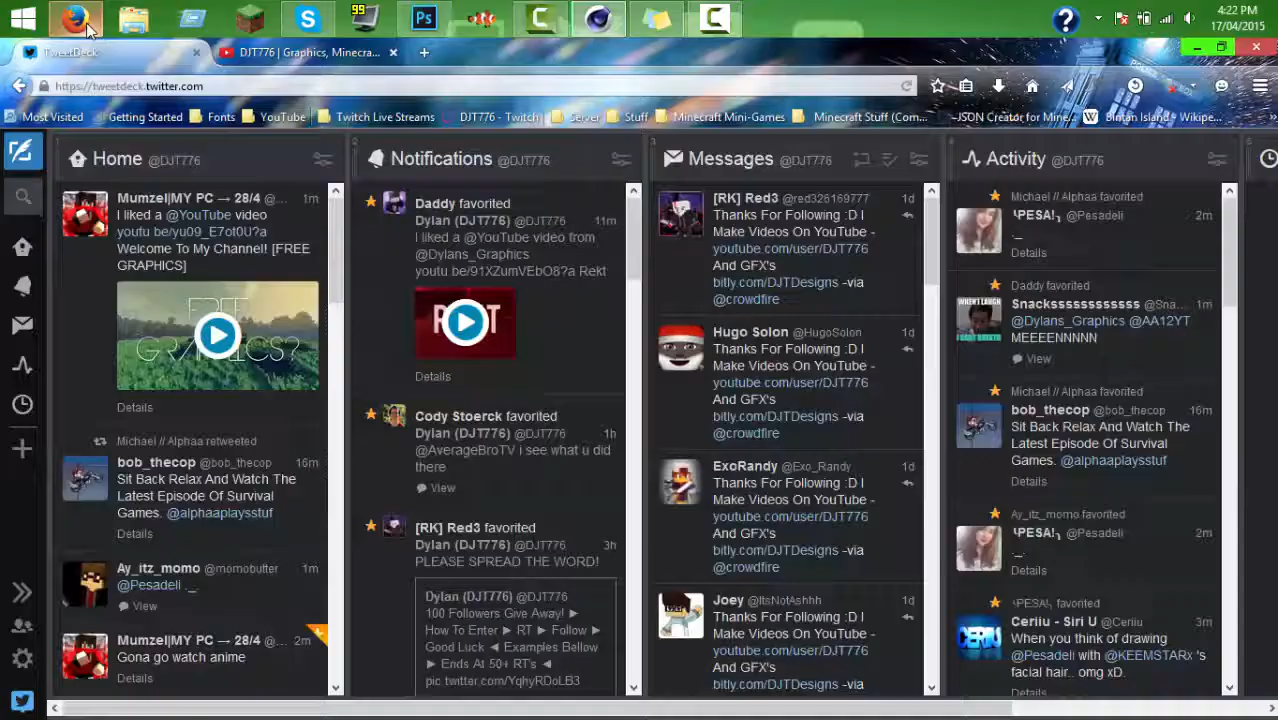 99
4:22 PM
17/04/2015
TweetDeck
DJT776 | Graphics, Minecra...
https://tweetdeck.twitter.com
Most Visited
Getting Started
Fonts
YouTube
Twitch Live Streams
DJT776 - Twitch
Server
Stuff
Minecraft Mini-Games
Minecraft Stuff (Com...
~JSON Creator for Mine...
Bintan Island - Wikipe...
Home @DJT776
Mumzel|MY PC → 28/4 @... 1m
I liked a @YouTube video
youtu.be/yu09_E7ot0U?a
Welcome To My Channel! [FREE
GRAPHICS]
FREE
GRAPHICS?
Details
Michael // Alphaa retweeted
bob_thecop @bob_thecop 16m
Sit Back Relax And Watch The
Latest Episode Of Survival
Games. @alphaaplaysstuf
Details
Ay_itz_momo @momobutter 1m
@Pesadeli ._.
View
Mumzel|MY PC → 28/4 @... 2m
Gona go watch anime
Details
2
Notifications @DJT776
Daddy favorited
Dylan (DJT776) @DJT776 11m
I liked a @YouTube video from
@Dylans_Graphics
youtu.be/91XZumVEbO8?a Rekt
Details
Cody Stoerck favorited
Dylan (DJT776) @DJT776 1h
@AverageBroTV i see what u did
there
View
[RK] Red3 favorited
Dylan (DJT776) @DJT776 3h
PLEASE SPREAD THE WORD!
Dylan (DJT776) @DJT776
100 Followers Give Away! ►
How To Enter ► RT ► Follow ►
Good Luck ◄ Examples Bellow
► Ends At 50+ RT's ◄
pic.twitter.com/YqhyRDoLB3
3
Messages @DJT776
[RK] Red3 @red326169777 1d
Thanks For Following :D I
Make Videos On YouTube -
youtube.com/user/DJT776
And GFX's
bitly.com/DJTDesigns -via
@crowdfire
Hugo Solon @HugoSolon 1d
Thanks For Following :D I
Make Videos On YouTube -
youtube.com/user/DJT776
And GFX's
bitly.com/DJTDesigns -via
@crowdfire
ExoRandy @Exo_Randy 1d
Thanks For Following :D I
Make Videos On YouTube -
youtube.com/user/DJT776
And GFX's
bitly.com/DJTDesigns -via
@crowdfire
Joey @ItsNotAshhh 1d
Thanks For Following :D I
Make Videos On YouTube -
youtube.com/user/DJT776
And GFX's
bitly.com/DJTDesigns -via
Activity @DJT776
Michael // Alphaa favorited
@Pesadeli 2m
._.
Details
Daddy favorited
Snackssssssssssss @Sna... 1m
@Dylans_Graphics @AA12YT
MEEEENNNNN
View
Michael // Alphaa favorited
bob_thecop @bob_thecop 16m
Sit Back Relax And Watch The
Latest Episode Of Survival
Games. @alphaaplaysstuf
Details
Ay_itz_momo favorited
@Pesadeli 2m
._.
Details
favorited
Ceriiu - Siri U @Ceriiu 3m
When you think of drawing
@Pesadeli with @KEEMSTARx 's
facial hair.. omg xD.
Details